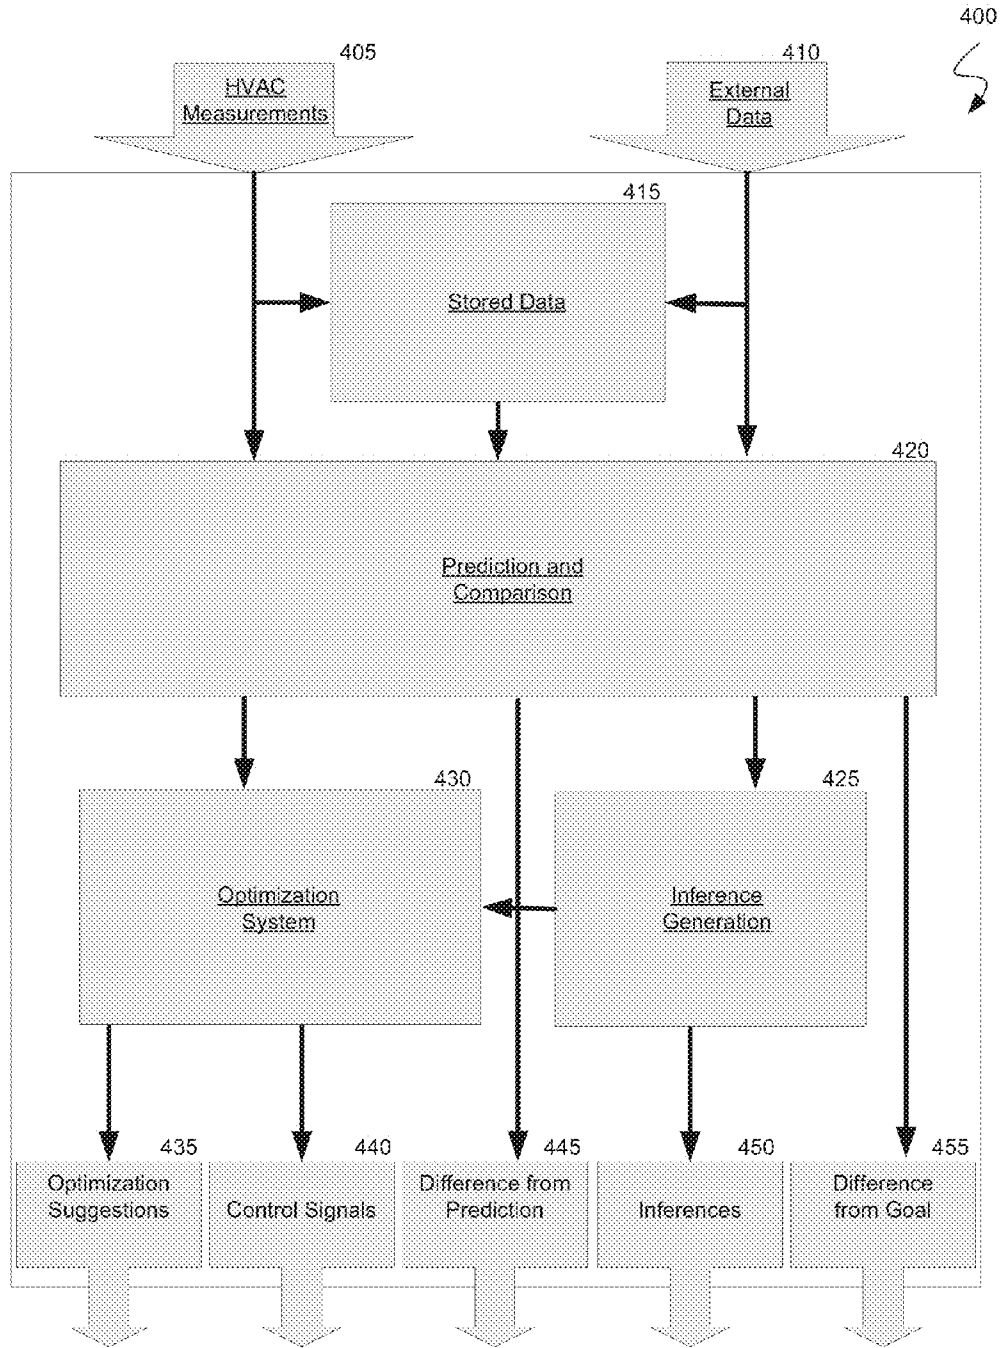 400
405
HVAC
Measurements
410
External
Data
415
Stored Data
420
Prediction and
Comparison
430
Optimization
System
425
Inference
Generation
435
Optimization
Suggestions
440
Control Signals
445
Difference from
Prediction
450
Inferences
455
Difference
from Goal